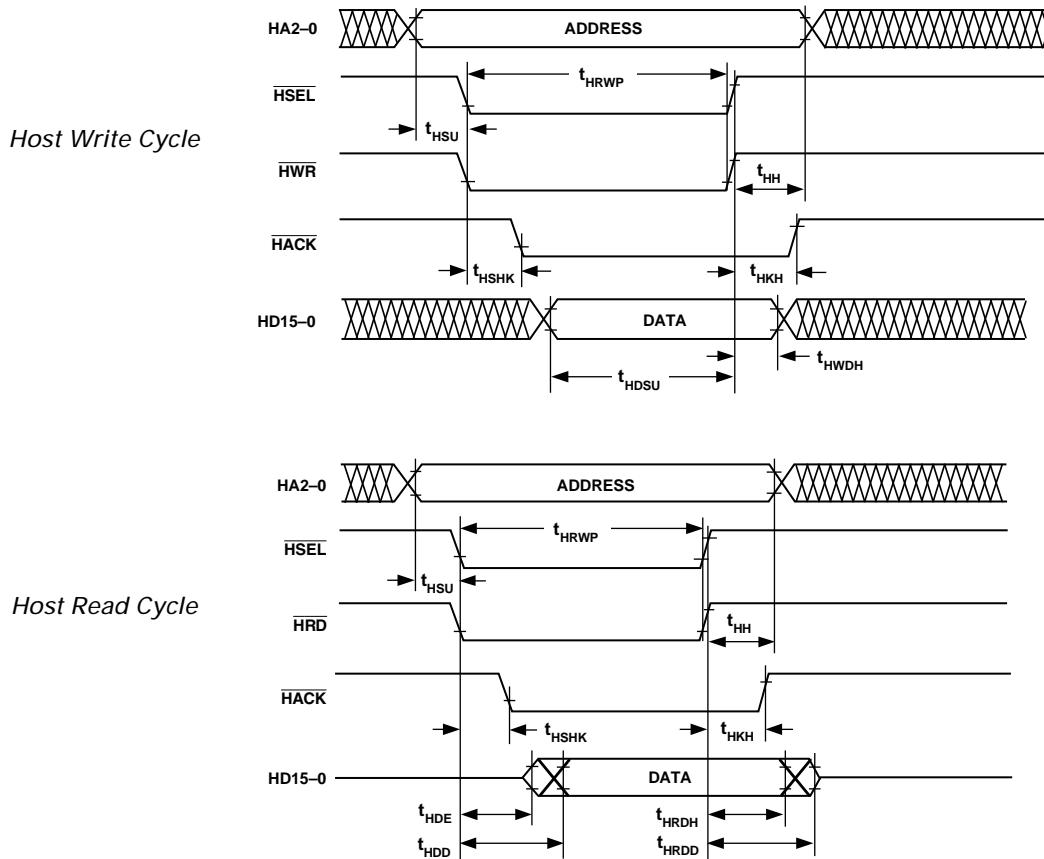 HA2–0
ADDRESS
HSEL
tHRWP
tHSU
Host Write Cycle
HWR
tHH
HACK
tHSHK
tHKH
HD15–0
DATA
tHWDH
tHDSU
HA2–0
ADDRESS
HSEL
tHRWP
tHSU
Host Read Cycle
HRD
tHH
HACK
tHSHK
tHKH
HD15–0
DATA
tHDE
tHRDH
tHDD
tHRDD